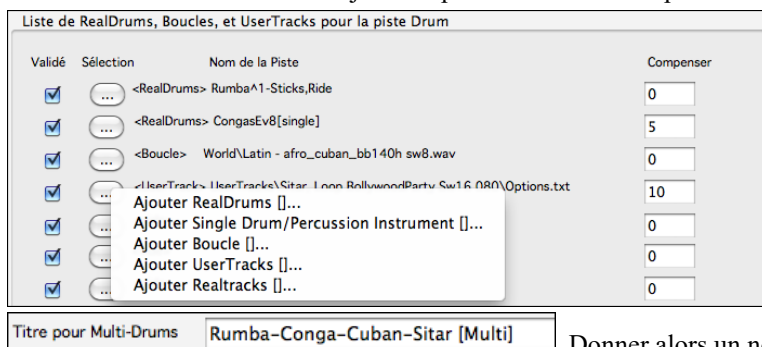 Liste de RealDrums, Boucles, et UserTracks pour la piste Drum
Validé Sélection Nom de la Piste Compenser
... <RealDrums> Rumba^1-Sticks,Ride 0
... <RealDrums> CongasEv8[single] 5
... <Boucle> World\Latin - afro_cuban_bb140h sw8.wav 0
... <UserTrack> UserTracks\Sitar_Loop BollywoodParty Sw16 080\Options.txt 10
Ajouter RealDrums []...
Ajouter Single Drum/Percussion Instrument []...
0
Ajouter Boucle []...
Ajouter UserTracks []...
0
Ajouter Realtracks []...
0
Titre pour Multi-Drums Rumba-Conga-Cuban-Sitar [Multi]
Donner alors un